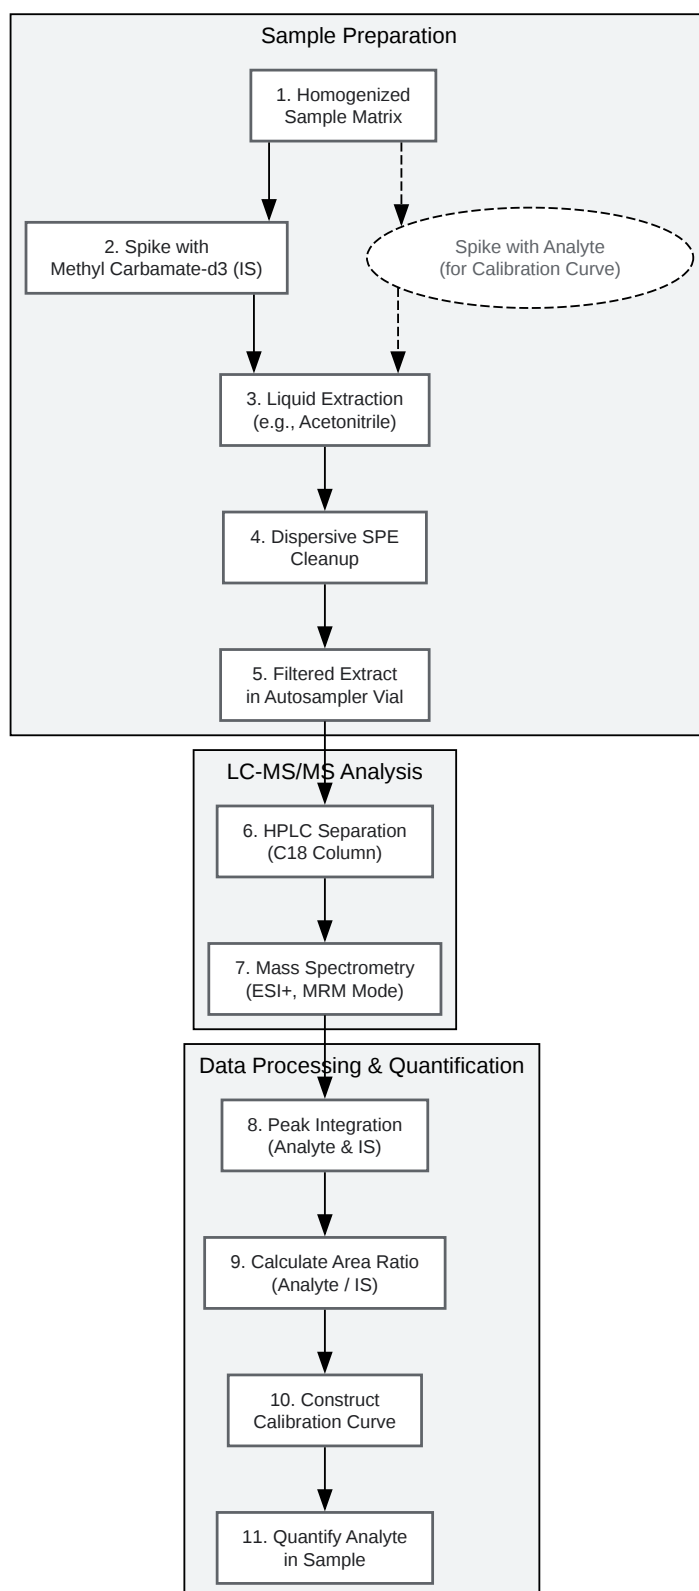 Sample Preparation
1. Homogenized
Sample Matrix
2. Spike with
Methyl Carbamate-d3 (IS)
Spike with Analyte
(for Calibration Curve)
3. Liquid Extraction
(e.g., Acetonitrile)
4. Dispersive SPE
Cleanup
5. Filtered Extract
in Autosampler Vial
LC-MS/MS Analysis
6. HPLC Separation
(C18 Column)
7. Mass Spectrometry
(ESI+, MRM Mode)
Data Processing & Quantification
8. Peak Integration
(Analyte & IS)
9. Calculate Area Ratio
(Analyte / IS)
10. Construct
Calibration Curve
11. Quantify Analyte
in Sample